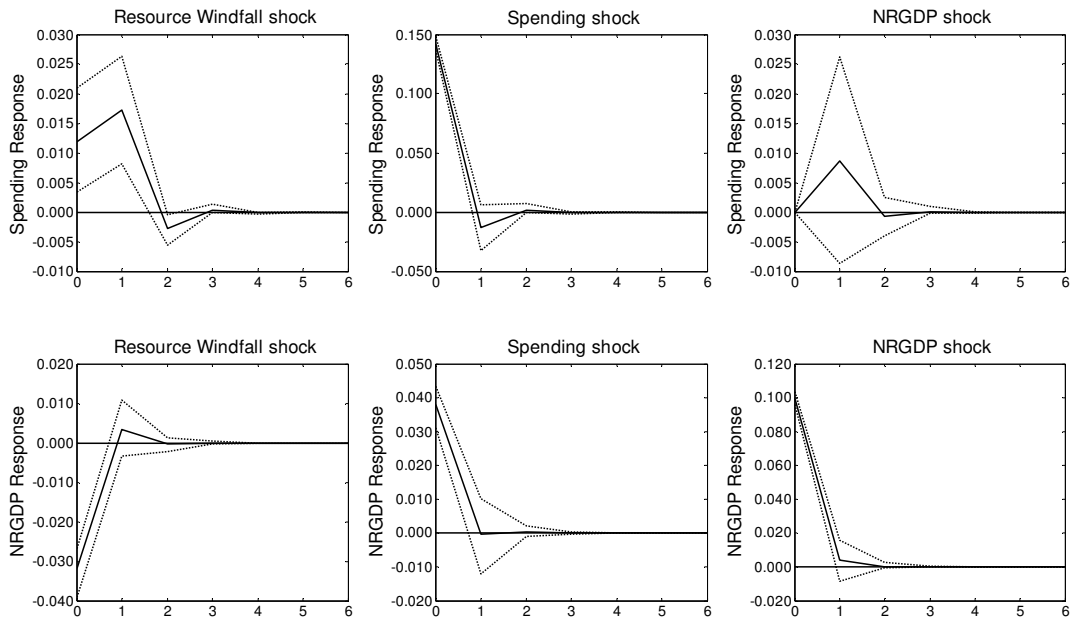 Resource Windfall shock
Spending Response
0.030
0.025
0.020
0.015
0.010
0.005
0.000
-0.005
-0.010
0 1 2 3 4 5 6
Spending shock
Spending Response
0.150
0.100
0.050
0.000
-0.050
0 1 2 3 4 5 6
NRGDP shock
Spending Response
0.030
0.025
0.020
0.015
0.010
0.005
0.000
-0.005
-0.010
0 1 2 3 4 5 6
Resource Windfall shock
NRGDP Response
0.020
0.010
0.000
-0.010
-0.020
-0.030
-0.040
0 1 2 3 4 5 6
Spending shock
NRGDP Response
0.050
0.040
0.030
0.020
0.010
0.000
-0.010
-0.020
0 1 2 3 4 5 6
NRGDP shock
NRGDP Response
0.120
0.100
0.080
0.060
0.040
0.020
0.000
-0.020
0 1 2 3 4 5 6